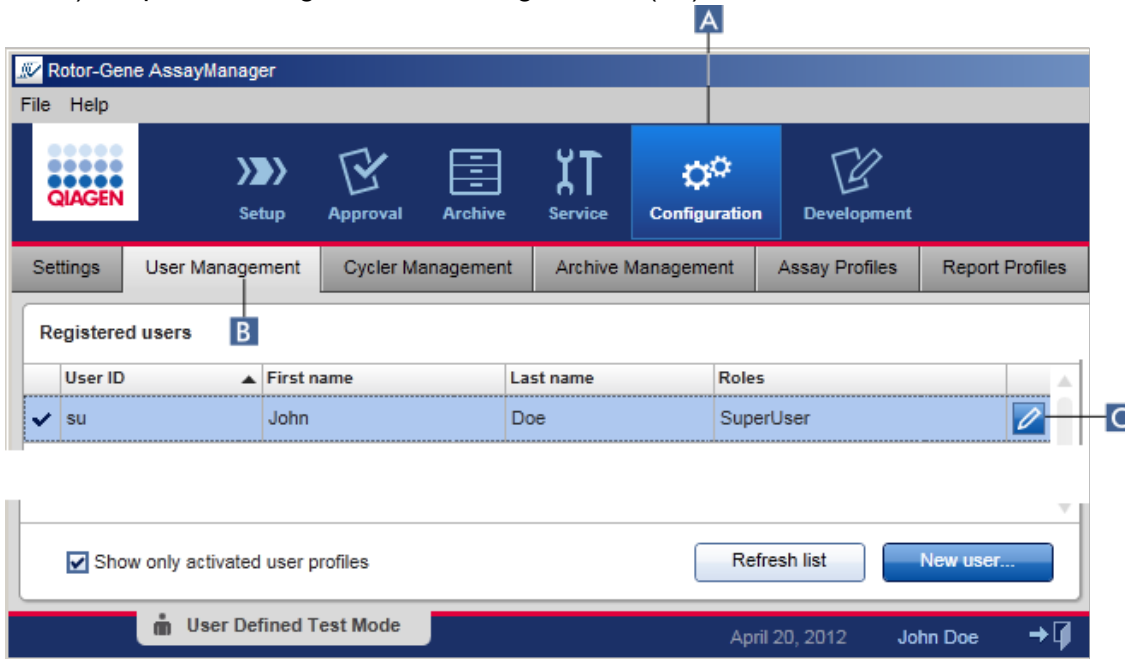 A
Rotor-Gene AssayManager
File Help
QIAGEN
Setup Approval Archive Service Configuration Development
Settings User Management Cycler Management Archive Management Assay Profiles Report Profiles
Registered users B
User ID First name Last name Roles
su John Doe SuperUser
C
Show only activated user profiles Refresh list New user...
User Defined Test Mode April 20, 2012 John Doe